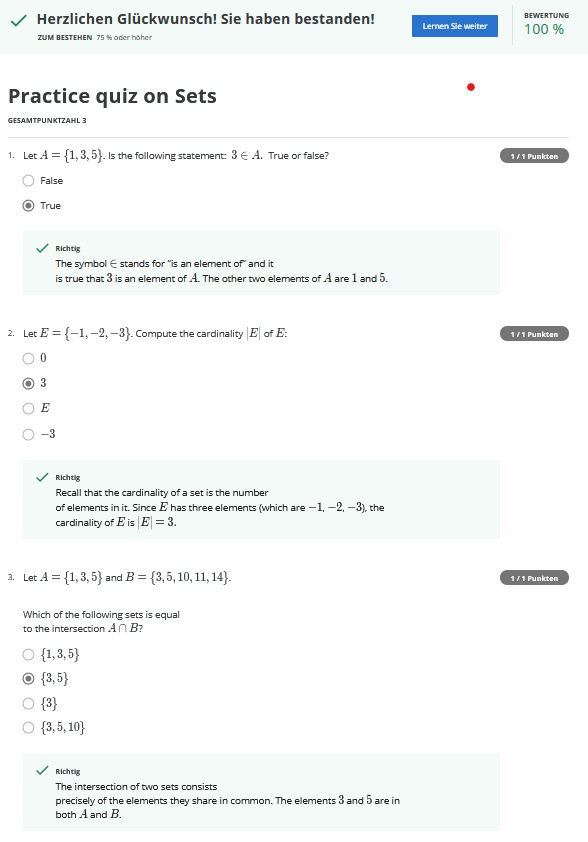 Herzlichen Glückwunsch! Sie haben bestanden!
ZUM BESTEHEN 75 % oder höher
Lernen Sie weiter
BEWERTUNG
100 %
Practice quiz on Sets
GESAMTPUNKTZAHL 3
1. Let A = {1, 3, 5}. Is the following statement: 3 ∈ A. True or false?
1 / 1 Punkten
False
True
Richtig
The symbol ∈ stands for “is an element of” and it
is true that 3 is an element of A. The other two elements of A are 1 and 5.
2. Let E = {−1, −2, −3}. Compute the cardinality |E| of E:
1 / 1 Punkten
0
3
E
−3
Richtig
Recall that the cardinality of a set is the number
of elements in it. Since E has three elements (which are −1, −2, −3), the
cardinality of E is |E| = 3.
3. Let A = {1, 3, 5} and B = {3, 5, 10, 11, 14}.
1 / 1 Punkten
Which of the following sets is equal
to the intersection A ∩ B?
{1, 3, 5}
{3, 5}
{3}
{3, 5, 10}
Richtig
The intersection of two sets consists
precisely of the elements they share in common. The elements 3 and 5 are in
both A and B.